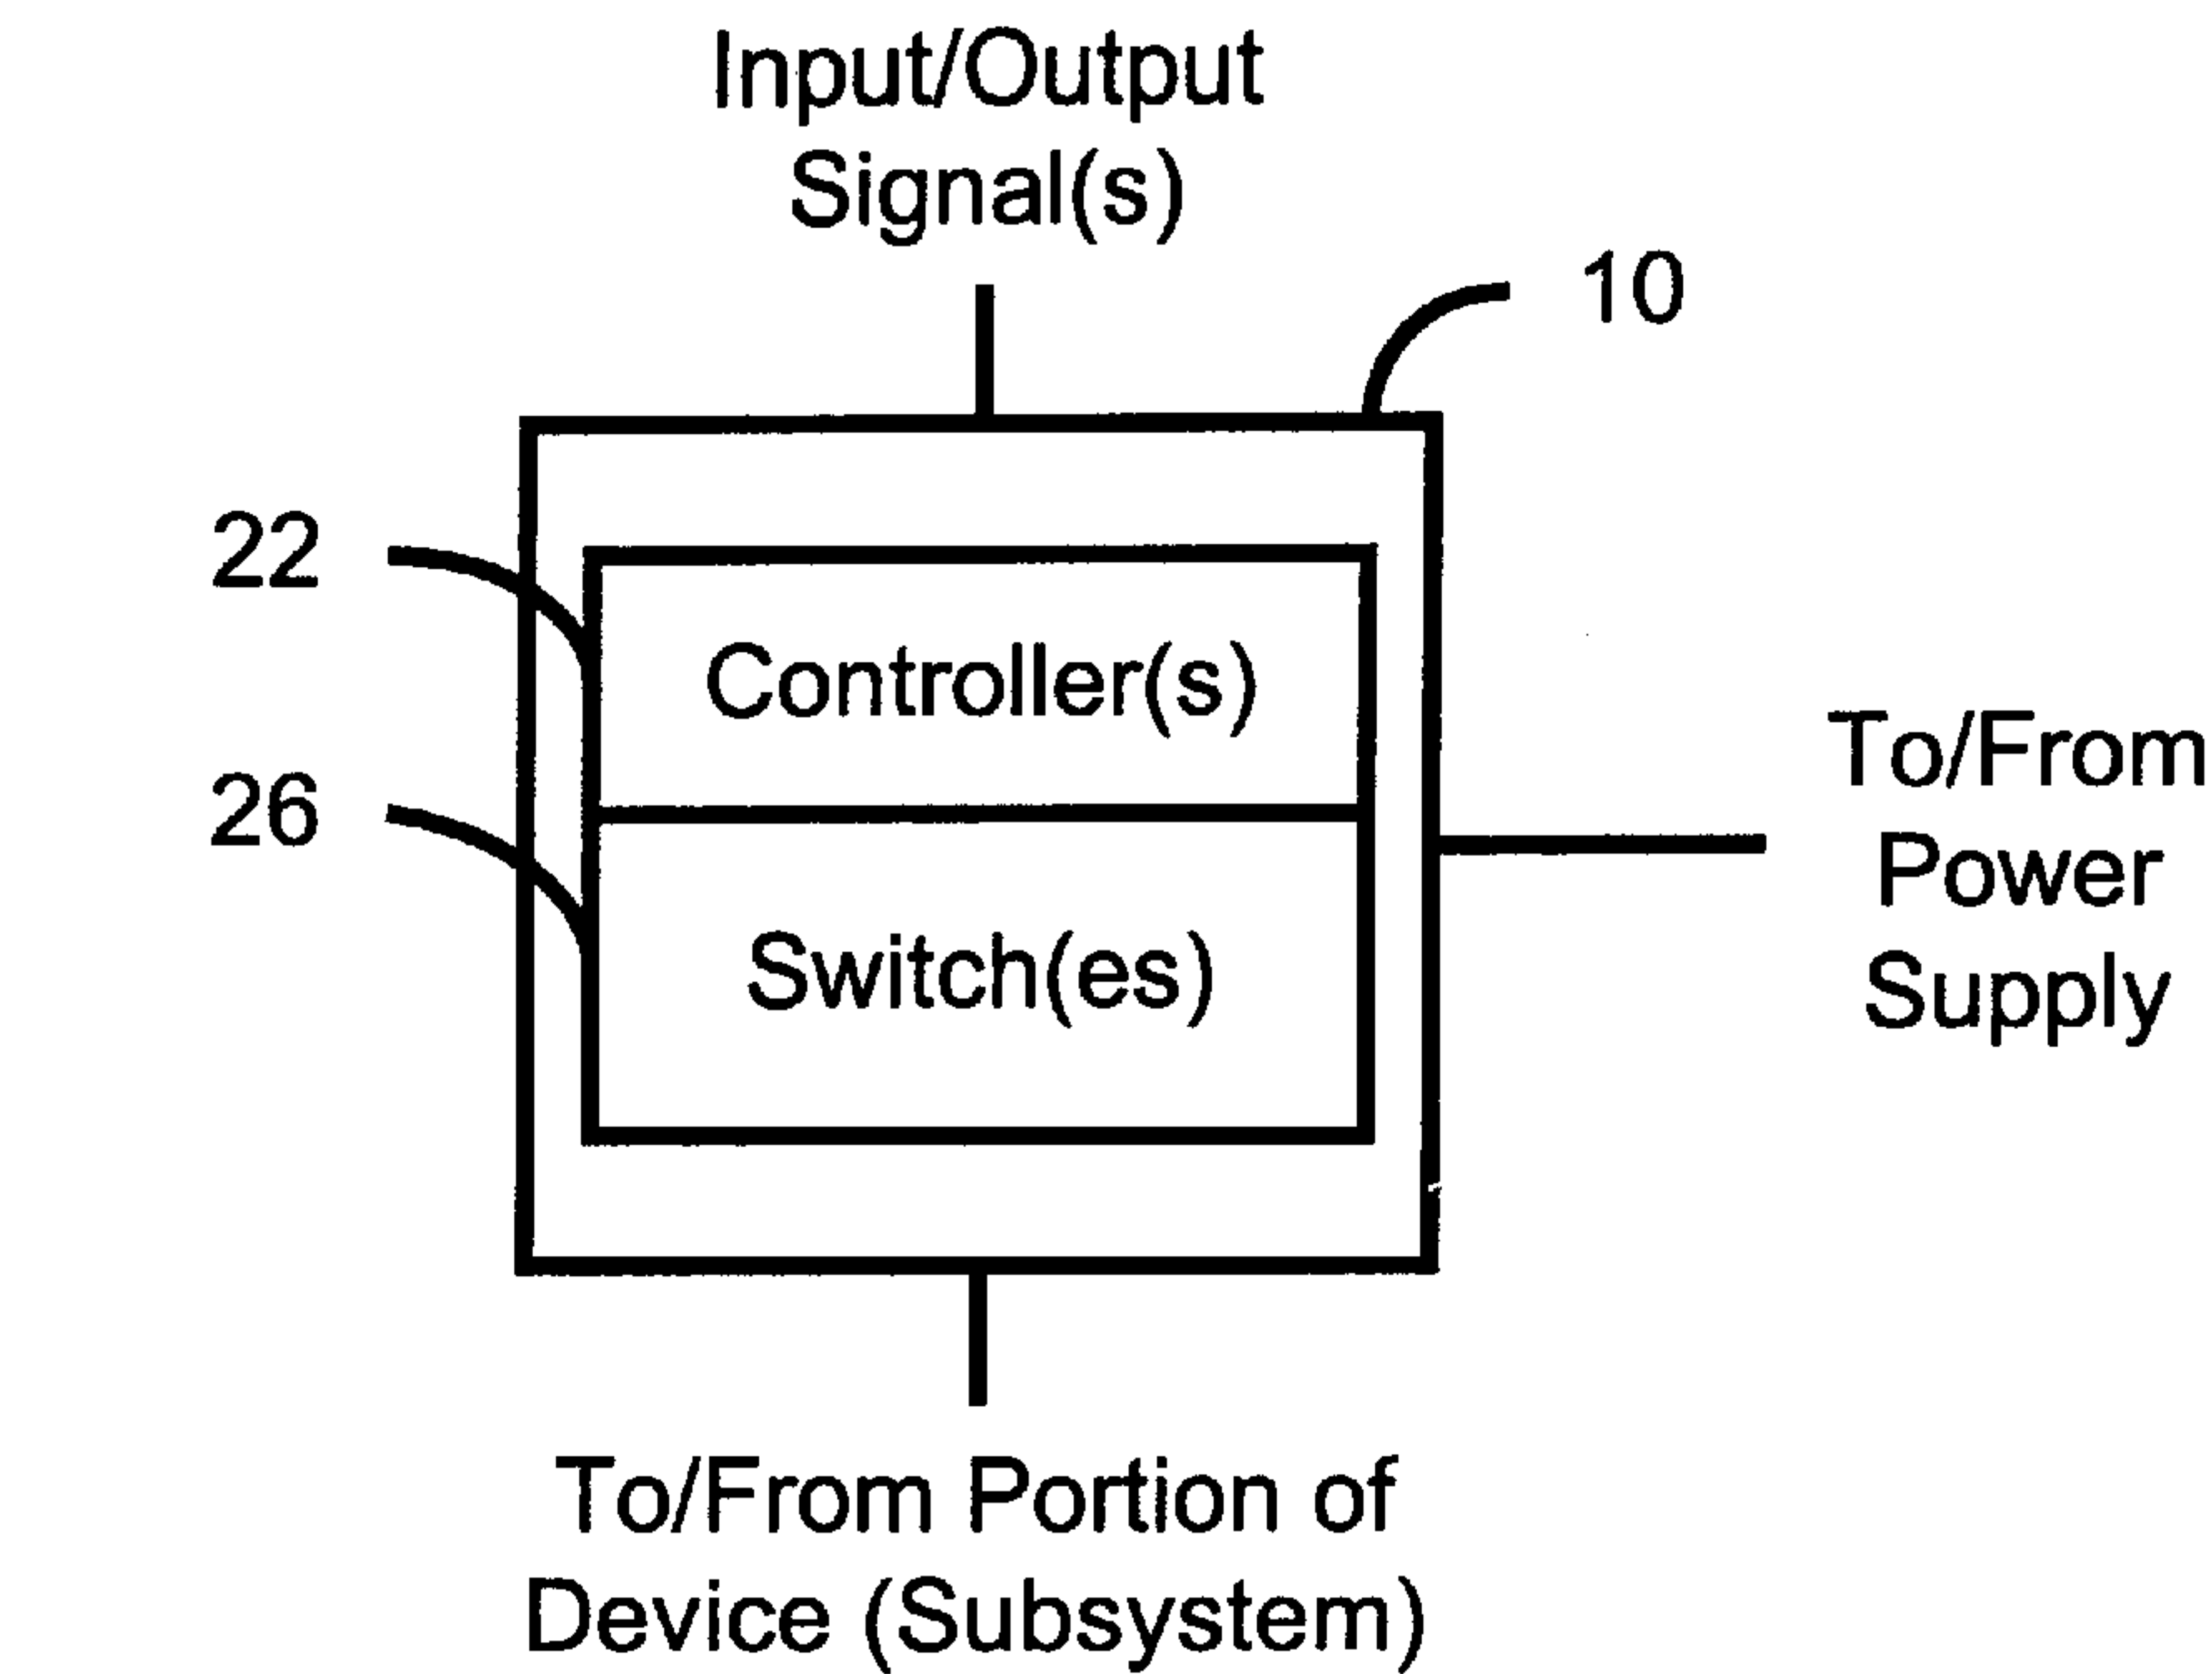 Input/Output
Signal(s)
10
22
Controller(s)
26
Switch(es)
To/From
Power
Supply
To/From Portion of
Device (Subsystem)